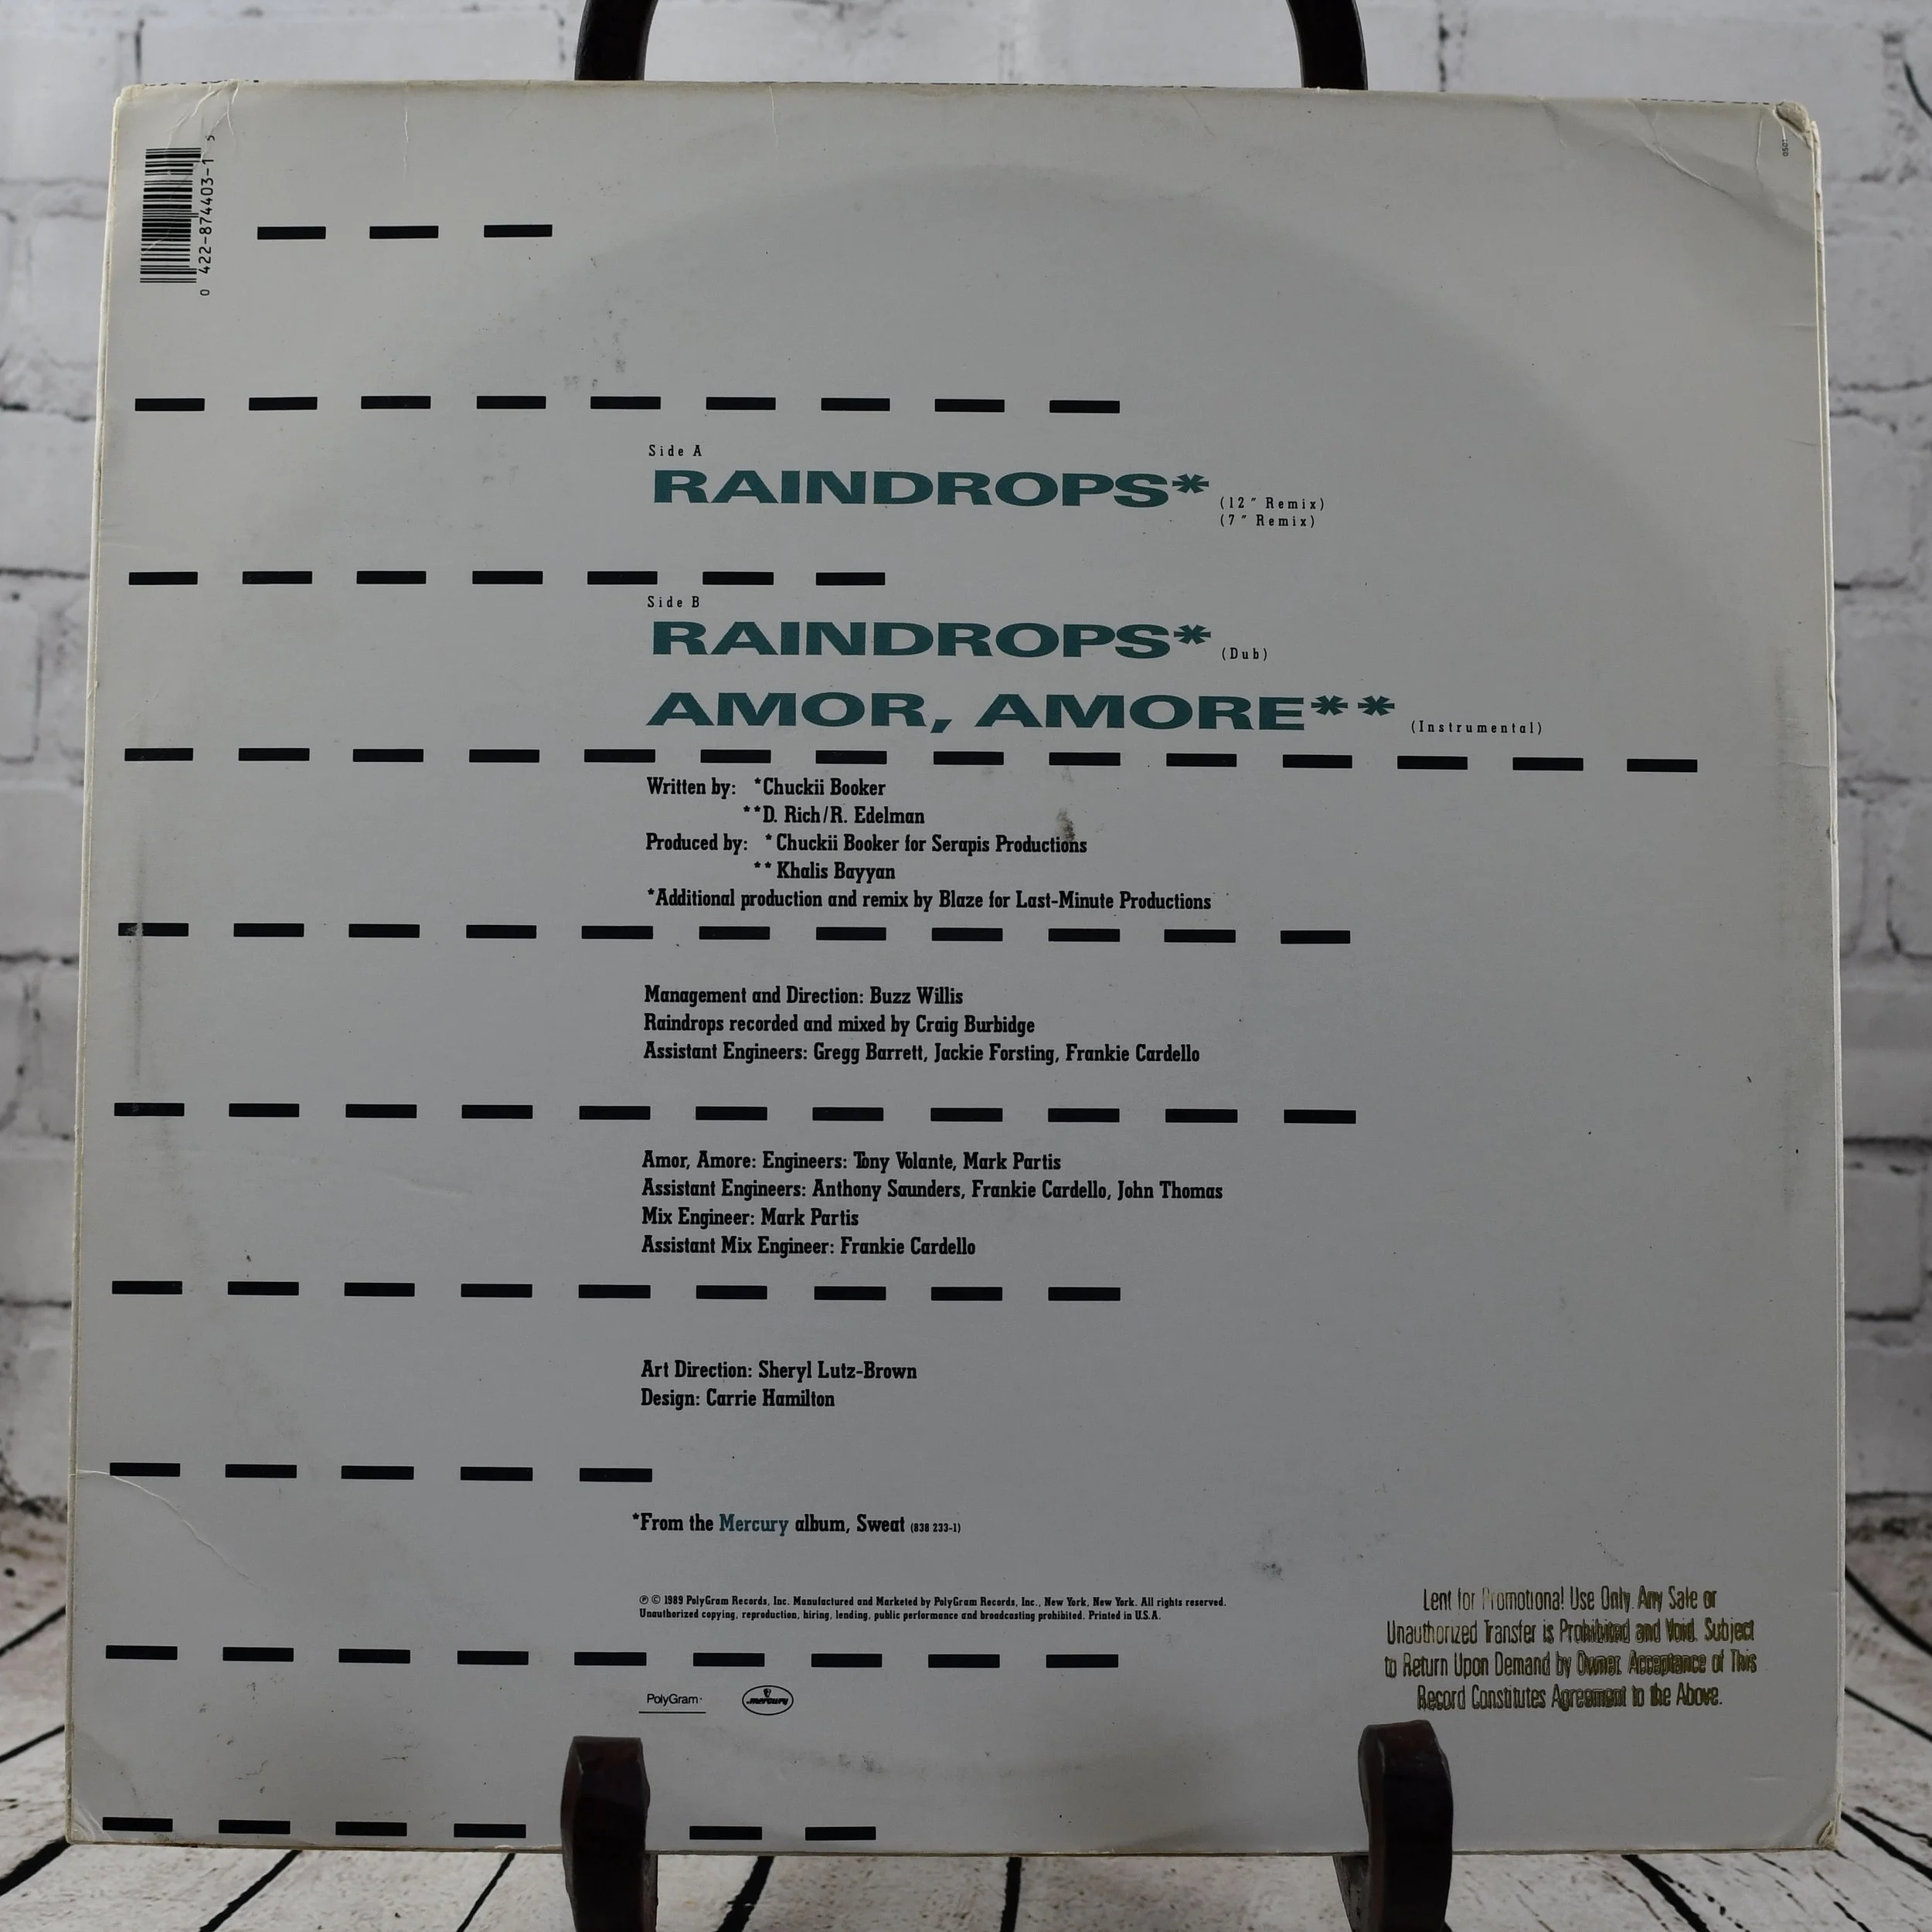 0 422-874403-1 5
Side A
RAINDROPS* (12″ Remix)
(7″ Remix)
Side B
RAINDROPS* (Dub)
AMOR, AMORE** (Instrumental)
Written by: *Chuckii Booker
**D. Rich/R. Edelman
Produced by: *Chuckii Booker for Serapis Productions
**Khalis Bayyan
*Additional production and remix by Blaze for Last-Minute Productions
Management and Direction: Buzz Willis
Raindrops recorded and mixed by Craig Burbidge
Assistant Engineers: Gregg Barrett, Jackie Forsting, Frankie Cardello
Amor, Amore: Engineers: Tony Volante, Mark Partis
Assistant Engineers: Anthony Saunders, Frankie Cardello, John Thomas
Mix Engineer: Mark Partis
Assistant Mix Engineer: Frankie Cardello
Art Direction: Sheryl Lutz-Brown
Design: Carrie Hamilton
*From the Mercury album, Sweat (838 233-1)
℗ © 1989 PolyGram Records, Inc. Manufactured and Marketed by PolyGram Records, Inc., New York, New York. All rights reserved.
Unauthorized copying, reproduction, hiring, lending, public performance and broadcasting prohibited. Printed in U.S.A.
PolyGram
mercury
Lent for Promotional Use Only. Any Sale or
Unauthorized Transfer is Prohibited and Void. Subject
to Return Upon Demand by Owner. Acceptance of This
Record Constitutes Agreement to the Above.